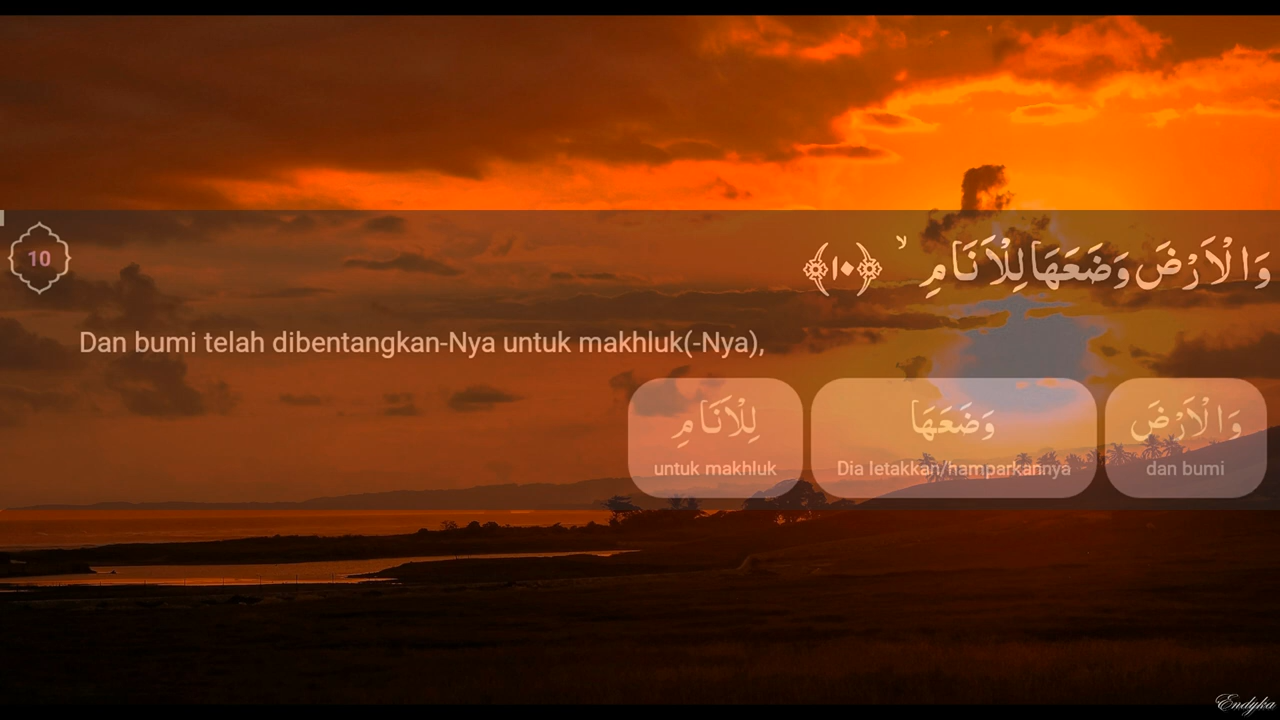 وَالْاَرْضَ وَضَعَهَا لِلْاَنَامِ ۙ ﴿١٠﴾
10
Dan bumi telah dibentangkan-Nya untuk makhluk(-Nya),
وَالْاَرْضَ وَضَعَهَا لِلْاَنَامِ
dan bumi Dia letakkan/hamparkannya untuk makhluk
Endyka